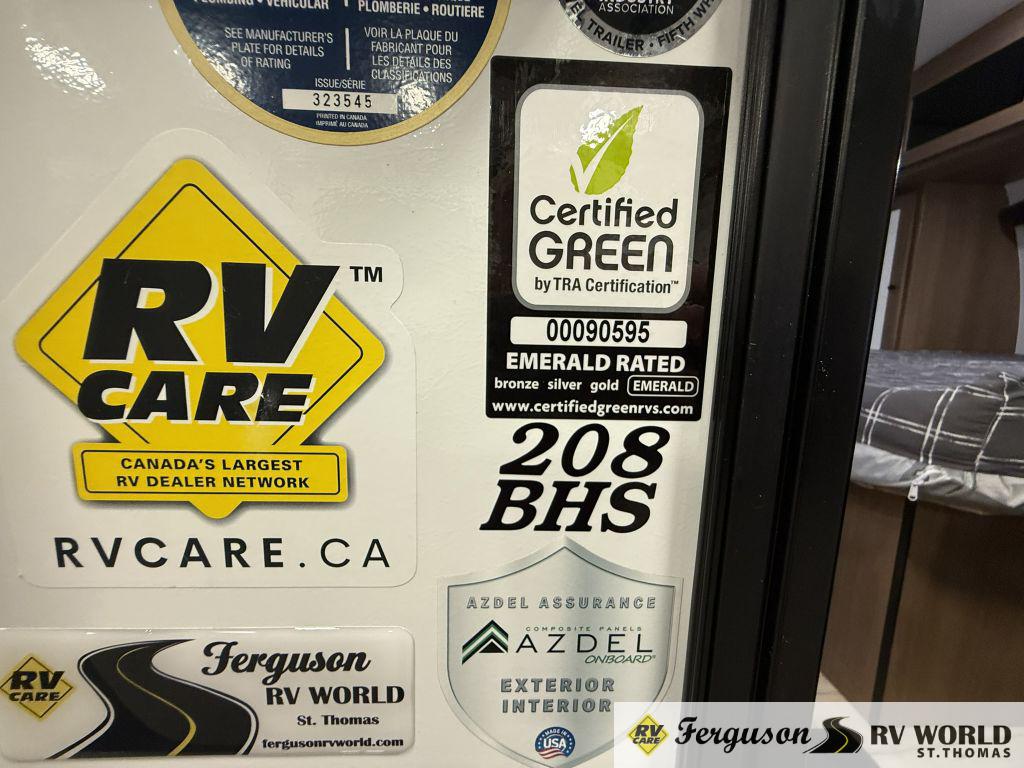 PLUMBING • VEHICULAR
PLOMBERIE • ROUTIERE
SEE MANUFACTURER'S
PLATE FOR DETAILS
OF RATING
VOIR LA PLAQUE DU
FABRICANT POUR
LES DÉTAILS DES
CLASSIFICATIONS
ISSUE/SÉRIE
323545
PRINTED IN CANADA
IMPRIMÉ AU CANADA
ASSOCIATION
TRAILER • FIFTH
Certified
GREEN
by TRA Certification™
00090595
EMERALD RATED
bronze silver gold EMERALD
www.certifiedgreenrvs.com
RV ™
CARE
CANADA'S LARGEST
RV DEALER NETWORK
RVCARE.CA
208
BHS
AZDEL ASSURANCE
COMPOSITE PANELS
AZDEL
ONBOARD®
EXTERIOR
INTERIOR
MADE IN
USA
RV
CARE
Ferguson
RV WORLD
St. Thomas
fergusonrvworld.com
RV
CARE
Ferguson RV WORLD
ST.THOMAS